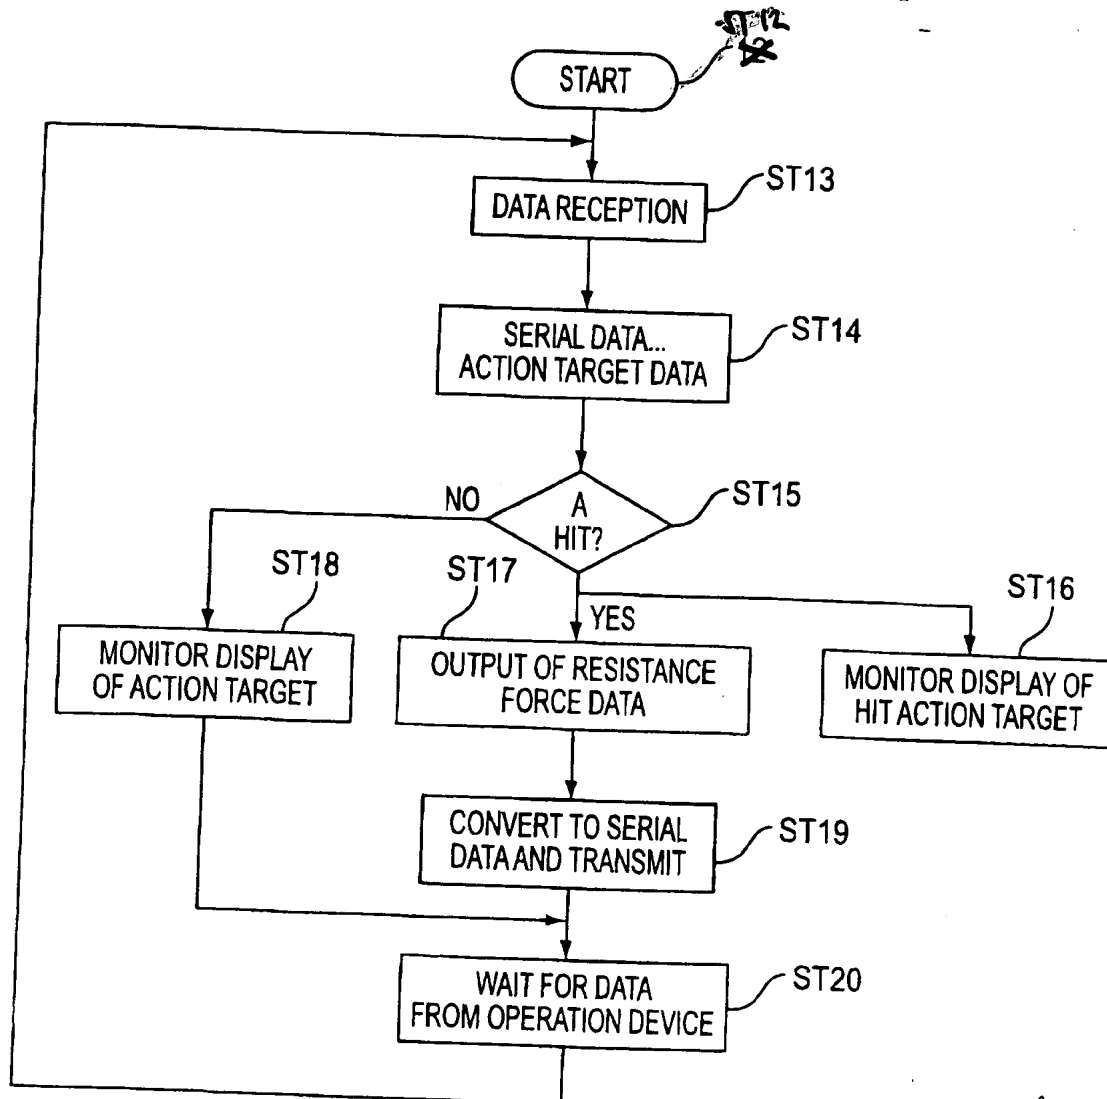 START
ST13
DATA RECEPTION
ST14
SERIAL DATA...
ACTION TARGET DATA
ST15
NO
A
HIT?
ST18
ST17
ST16
YES
MONITOR DISPLAY
OF ACTION TARGET
OUTPUT OF RESISTANCE
FORCE DATA
MONITOR DISPLAY OF
HIT ACTION TARGET
CONVERT TO SERIAL
DATA AND TRANSMIT
ST19
WAIT FOR DATA
FROM OPERATION DEVICE
ST20